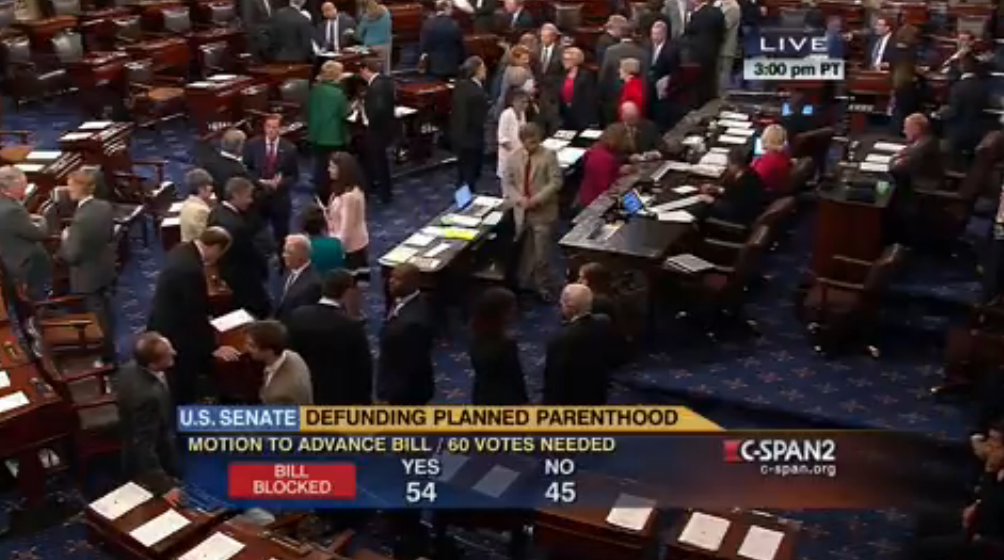 LIVE
3:00 pm PT
U.S. SENATE DEFUNDING PLANNED PARENTHOOD
MOTION TO ADVANCE BILL / 60 VOTES NEEDED
C-SPAN2
c-span.org
BILL BLOCKED
YES
54
NO
45